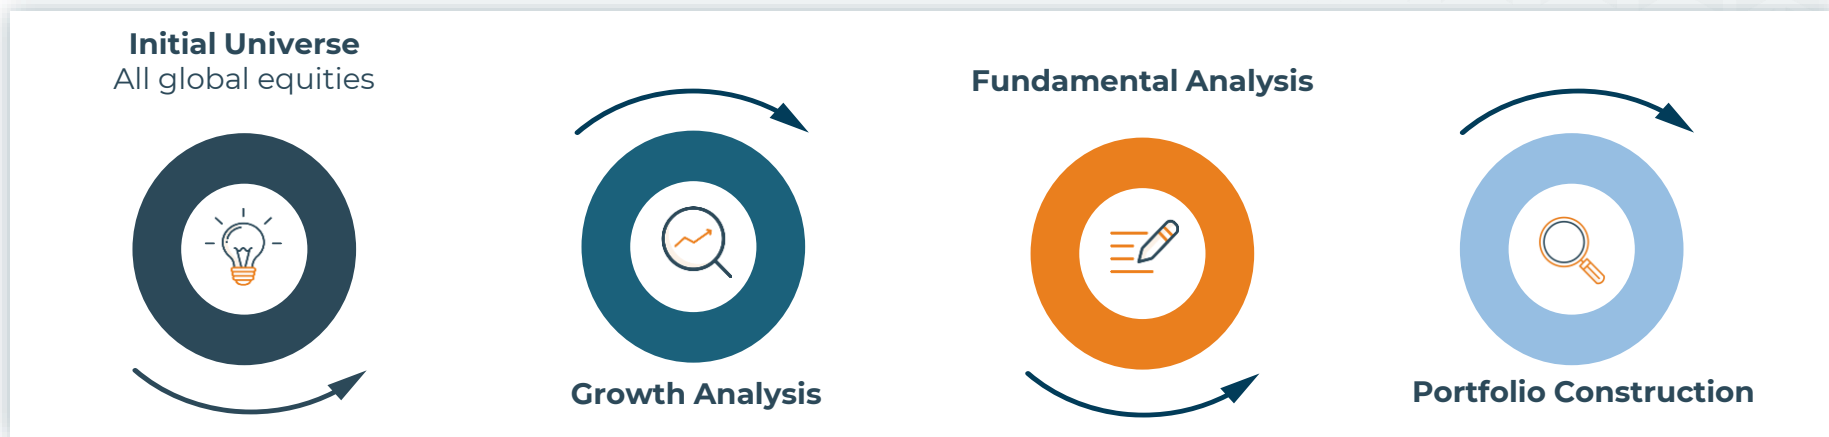 Initial Universe
All global equities
Growth Analysis
Fundamental Analysis
Portfolio Construction